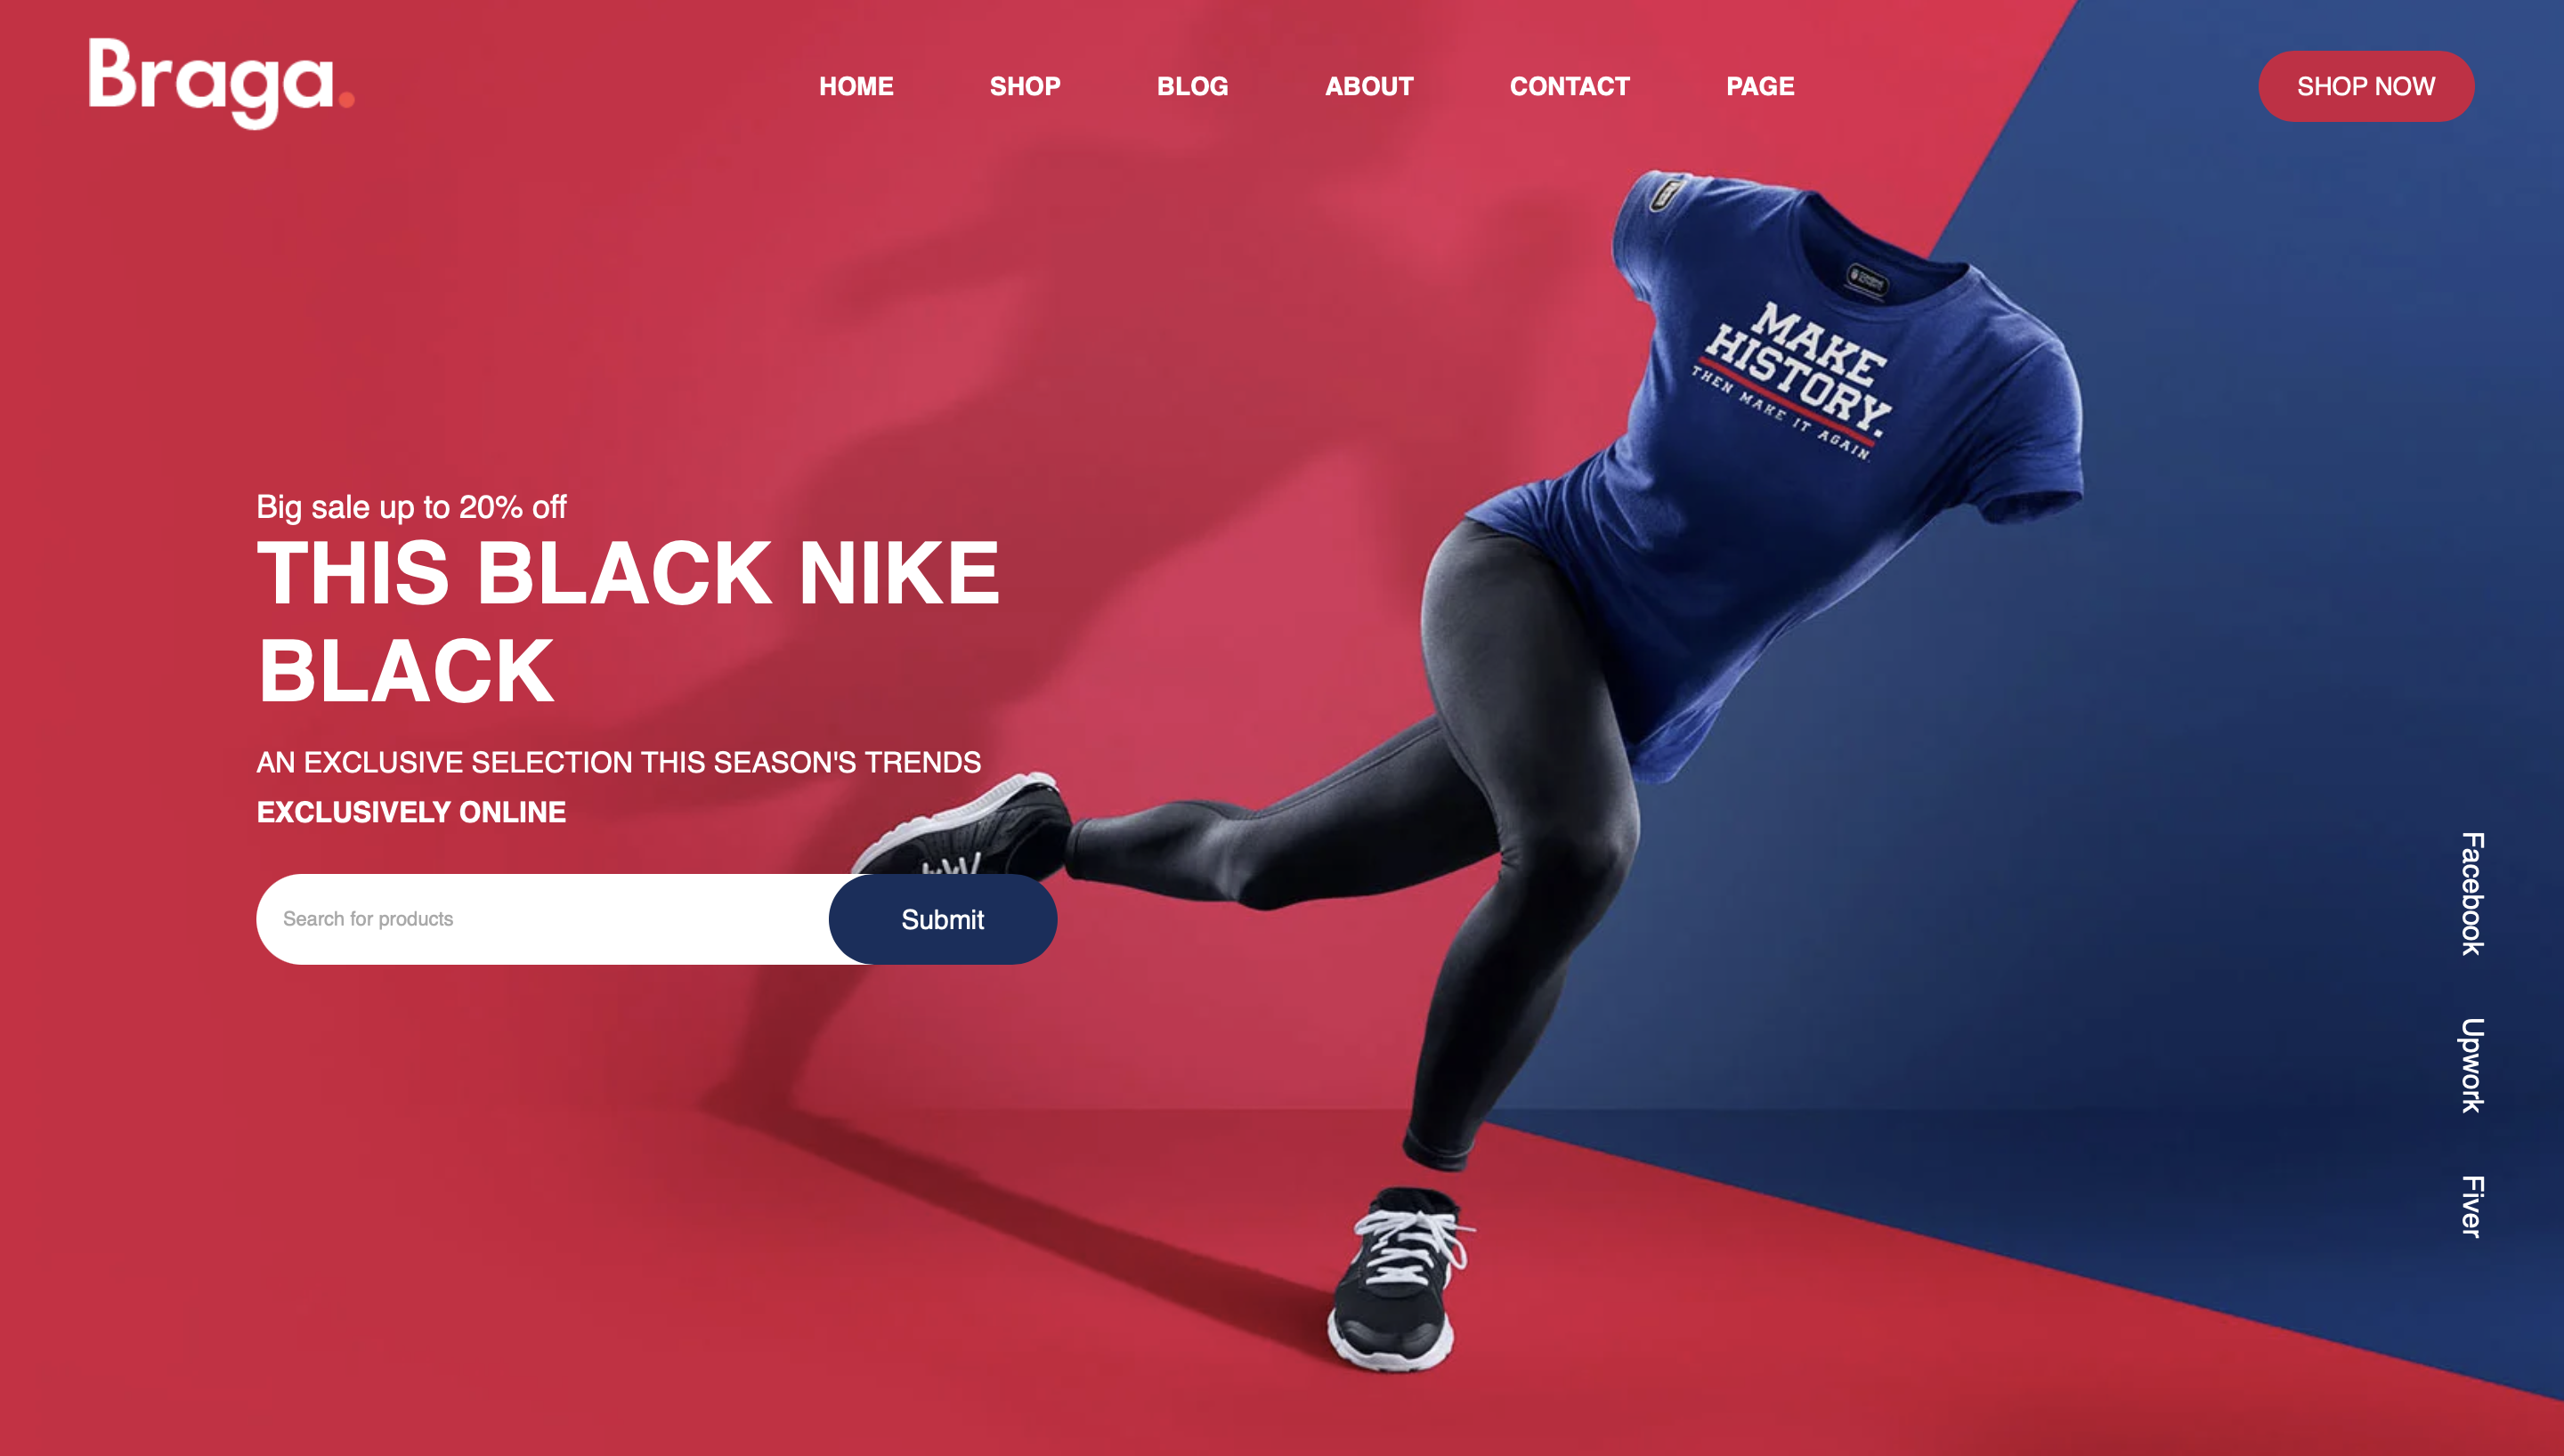 Braga.
HOME
SHOP
BLOG
ABOUT
CONTACT
PAGE
SHOP NOW
MAKE
HISTORY.
THEN MAKE IT AGAIN.
Big sale up to 20% off
THIS BLACK NIKE
BLACK
AN EXCLUSIVE SELECTION THIS SEASON'S TRENDS
EXCLUSIVELY ONLINE
Search for products
Submit
Facebook
Upwork
Fiver